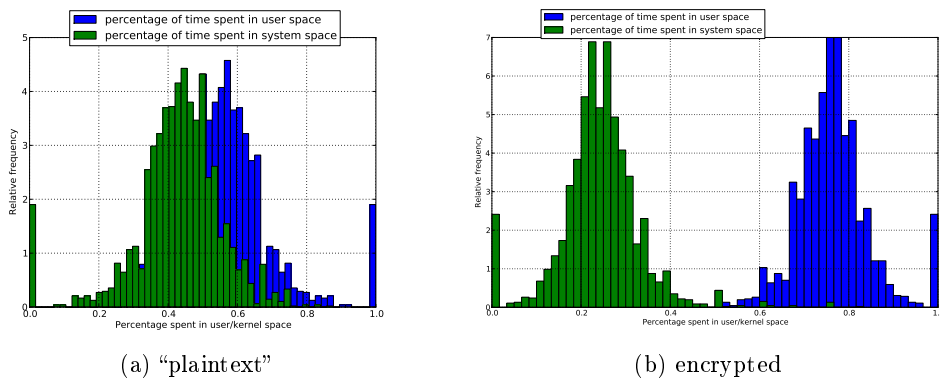 percentage of time spent in user space
percentage of time spent in system space
5
4
3
2
1
0
0.0 0.2 0.4 0.6 0.8 1.0
Relative frequency
Percentage spent in user/kernel space
(a) “plaintext”
percentage of time spent in user space
percentage of time spent in system space
7
6
5
4
3
2
1
0
0.0 0.2 0.4 0.6 0.8 1.
Relative frequency
Percentage spent in user/kernel space
(b) encrypted